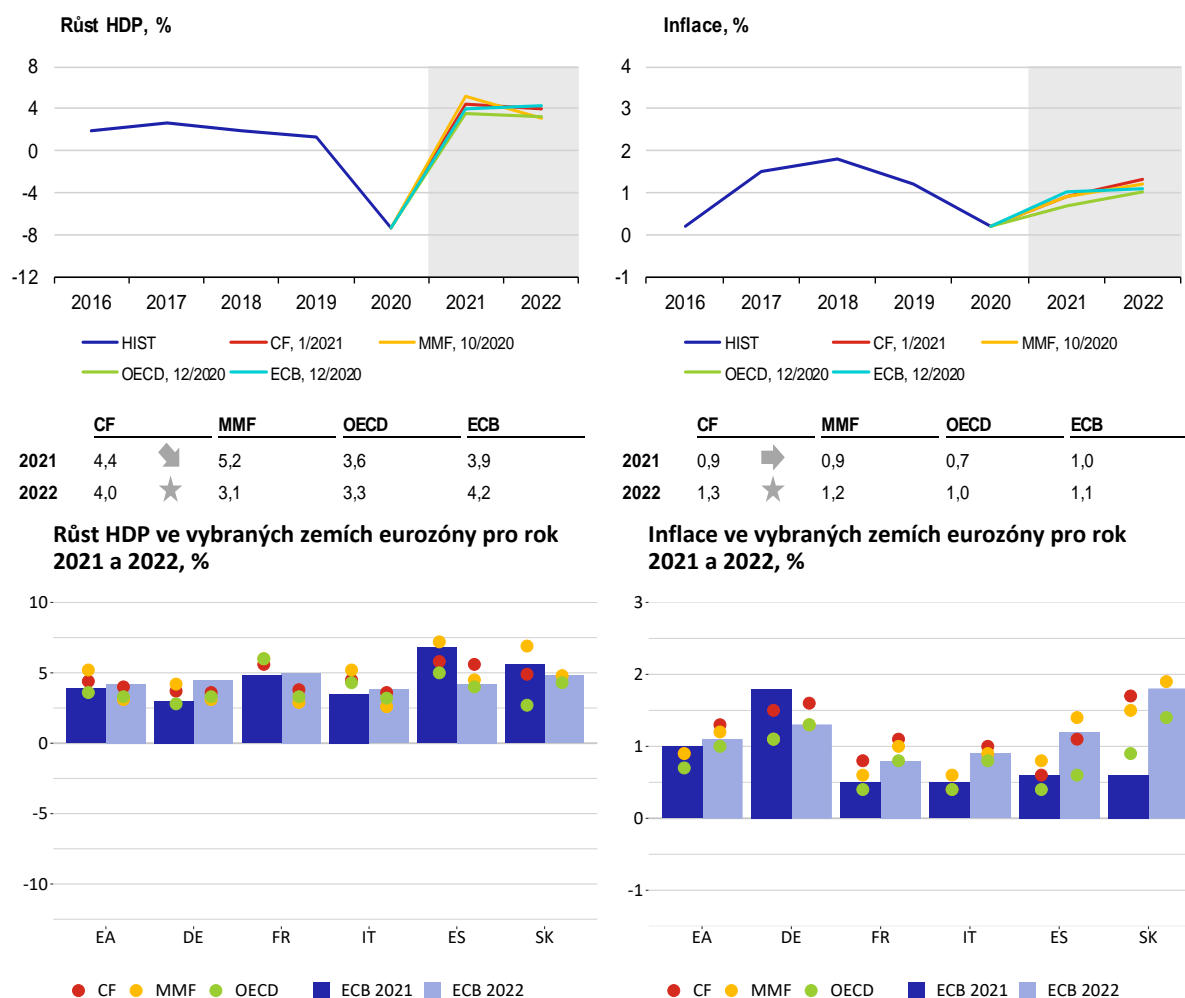 Růst HDP, %
8
4
0
-4
-8
-12
2016 2017 2018 2019 2020 2021 2022
HIST CF, 1/2021 MMF, 10/2020
OECD, 12/2020 ECB, 12/2020
CF MMF OECD ECB
2021 4,4 5,2 3,6 3,9
2022 4,0 3,1 3,3 4,2
Inflace, %
4
3
2
1
0
-1
2016 2017 2018 2019 2020 2021 2022
HIST CF, 1/2021 MMF, 10/2020
OECD, 12/2020 ECB, 12/2020
CF MMF OECD ECB
2021 0,9 0,9 0,7 1,0
2022 1,3 1,2 1,0 1,1
Růst HDP ve vybraných zemích eurozóny pro rok
2021 a 2022, %
10
5
0
-5
-10
EA DE FR IT ES SK
CF MMF OECD ECB 2021 ECB 2022
Inflace ve vybraných zemích eurozóny pro rok
2021 a 2022, %
3
2
1
0
-1
EA DE FR IT ES SK
CF MMF OECD ECB 2021 ECB 2022